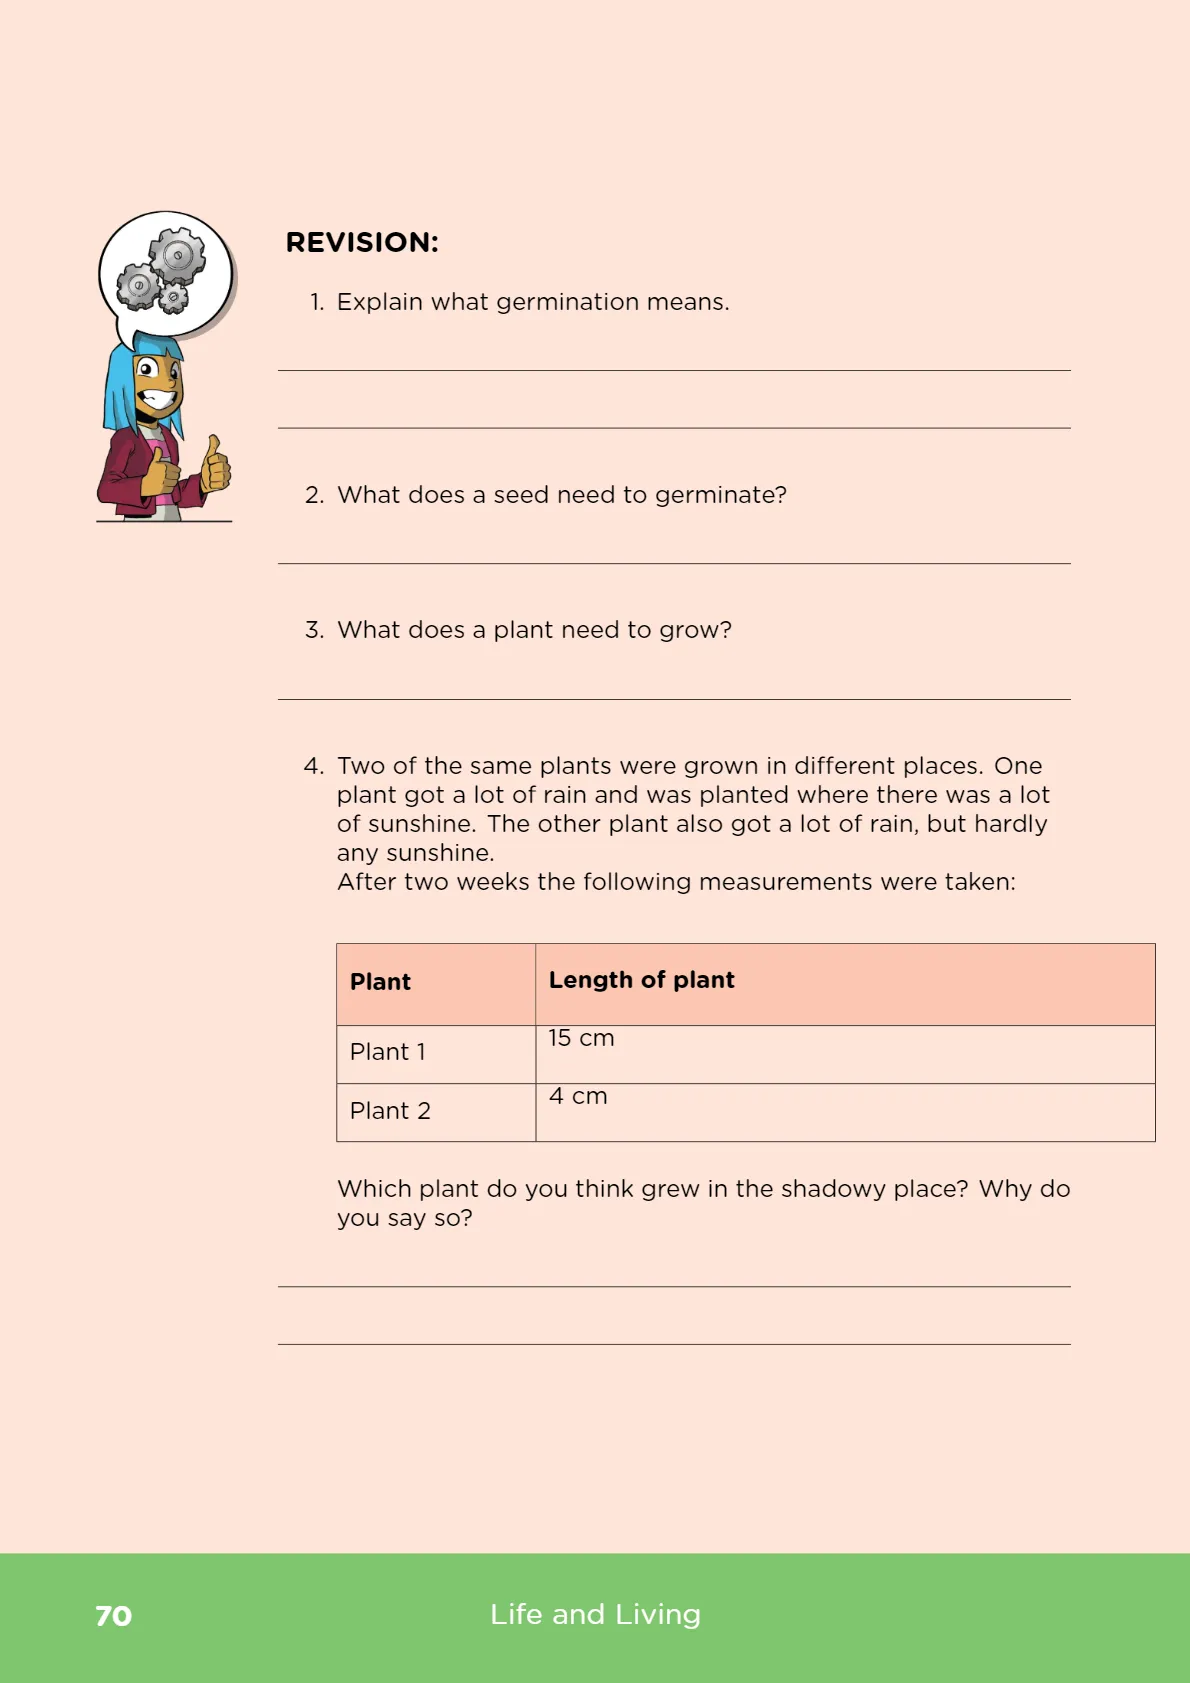 REVISION:
1. Explain what germination means.
2. What does a seed need to germinate?
3. What does a plant need to grow?
4. Two of the same plants were grown in different places. One
plant got a lot of rain and was planted where there was a lot
of sunshine. The other plant also got a lot of rain, but hardly
any sunshine.
After two weeks the following measurements were taken:
Plant Length of plant
Plant 1 15 cm
Plant 2 4 cm
Which plant do you think grew in the shadowy place? Why do
you say so?
70 Life and Living